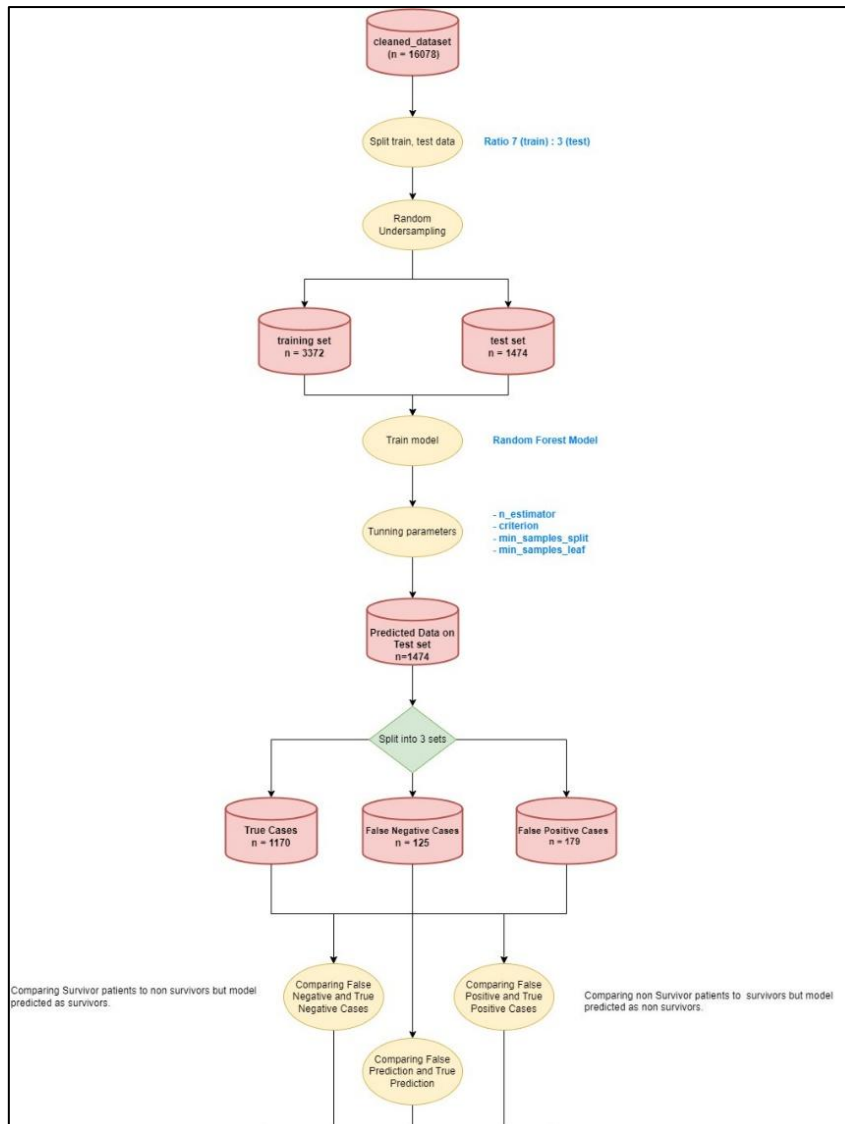 cleaned_dataset
(n = 16078)
Split train, test data
Ratio 7 (train) : 3 (test)
Random
Undersampling
training set
n = 3372
test set
n = 1474
Train model
Random Forest Model
Tunning parameters
- n_estimator
- criterion
- min_samples_split
- min_samples_leaf
Predicted Data on
Test set
n=1474
Split into 3 sets
True Cases
n = 1170
False Negative Cases
n = 125
False Positive Cases
n = 179
Comparing Survivor patients to non survivors but model
predicted as survivors.
Comparing False
Negative and True
Negative Cases
Comparing False
Positive and True
Positive Cases
Comparing non Survivor patients to survivors but model
predicted as non survivors.
Comparing False
Prediction and True
Prediction